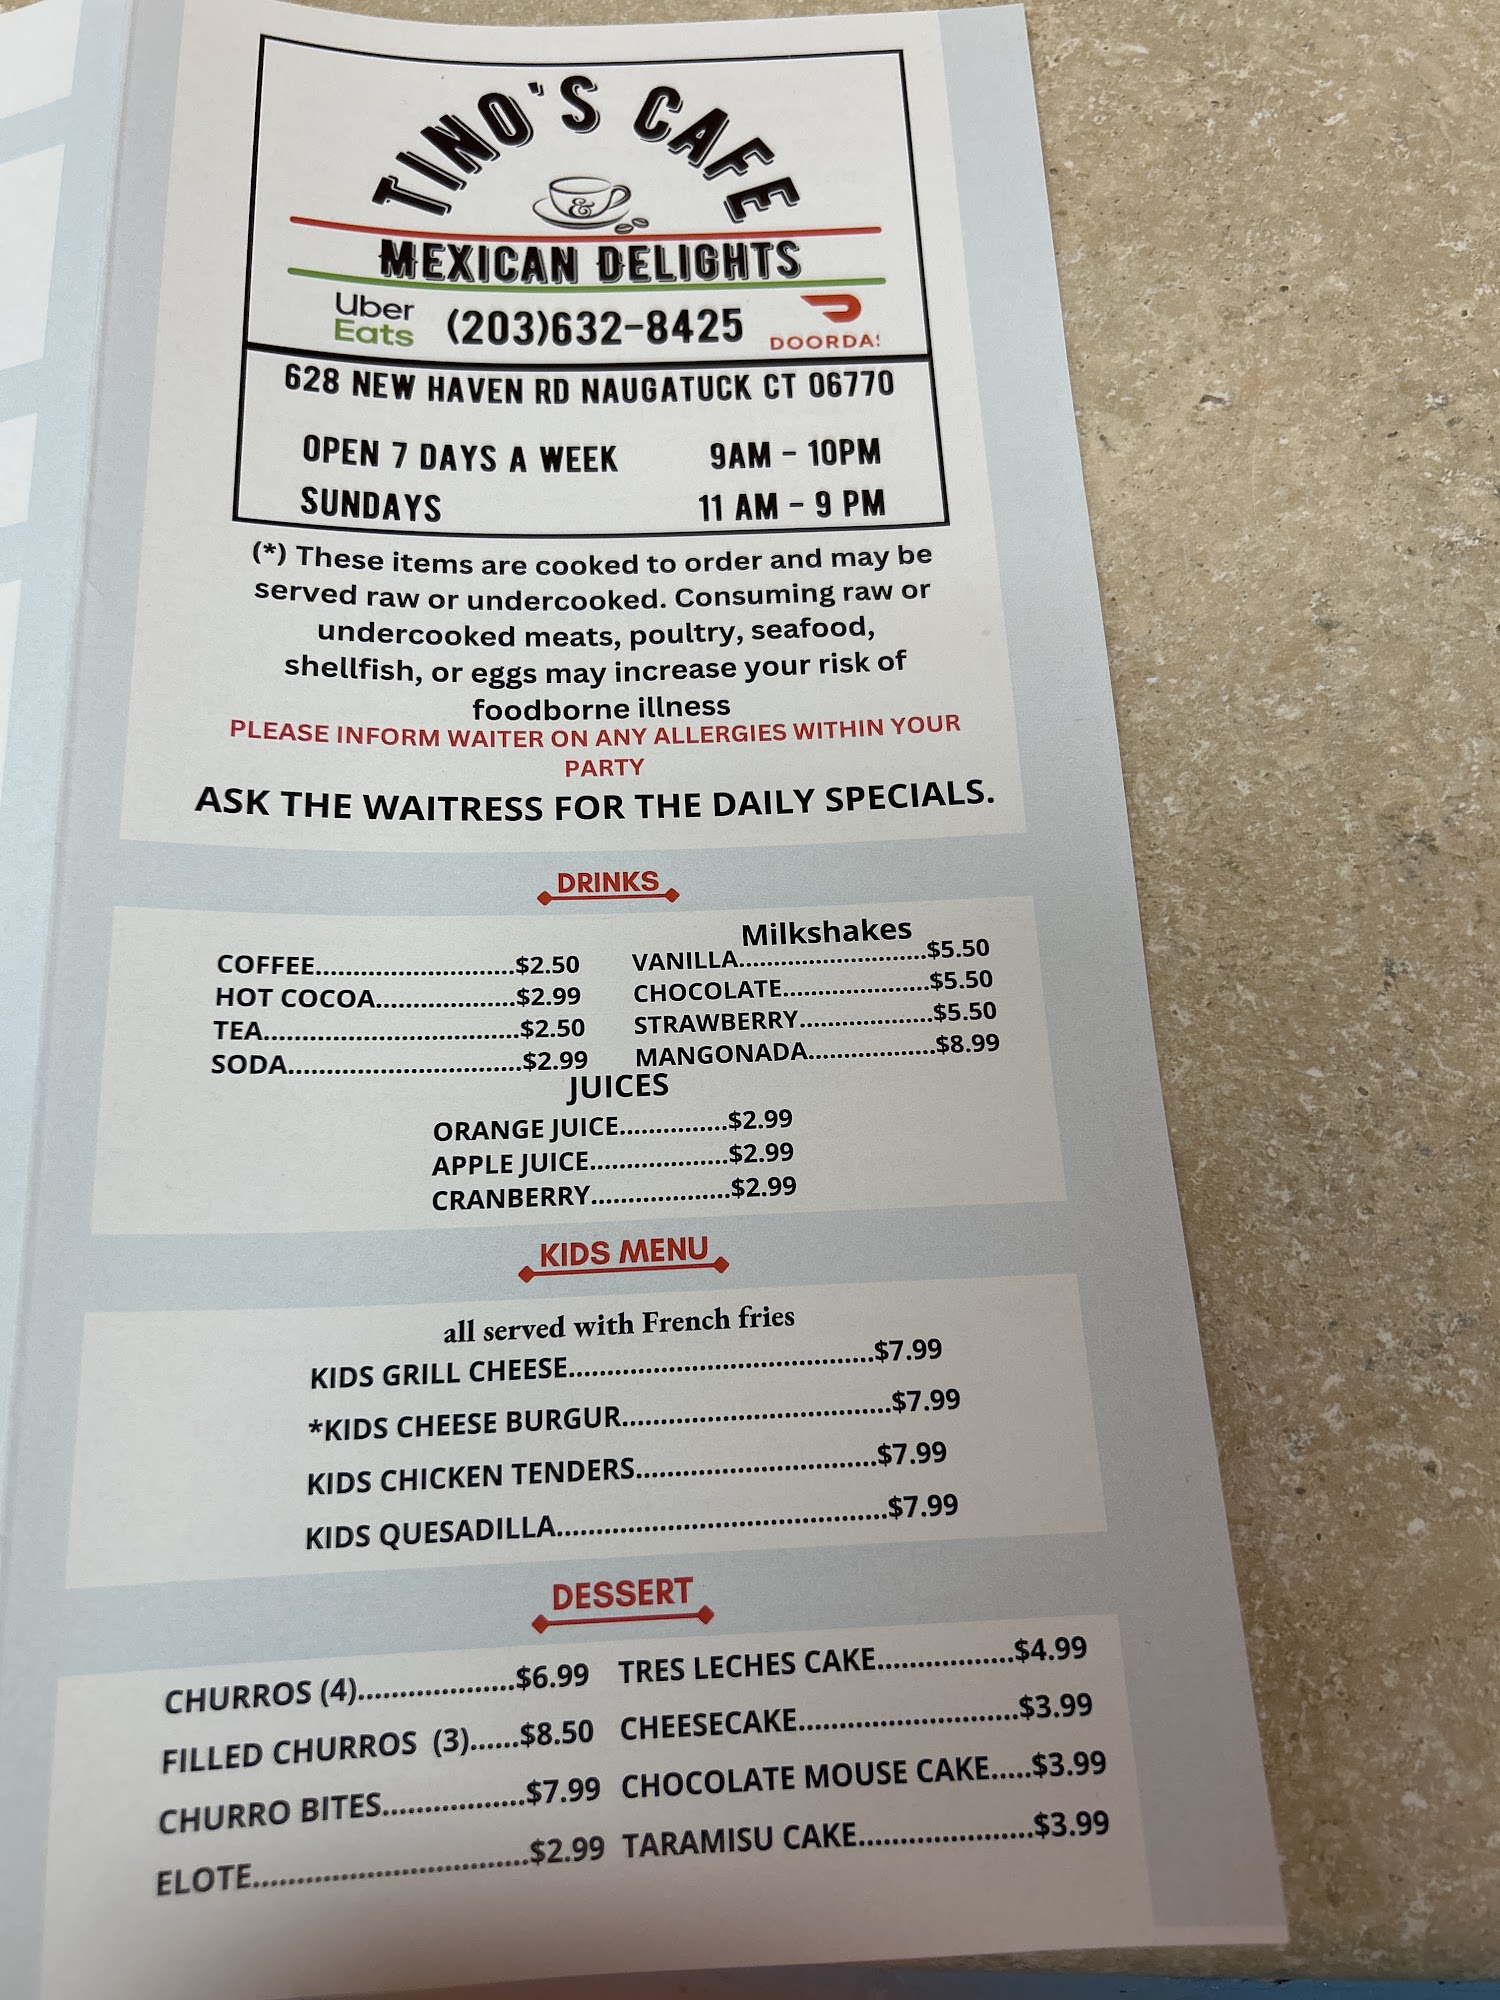 TINO'S CAFE
&
MEXICAN DELIGHTS
Uber Eats (203)632-8425 DOORDAS
628 NEW HAVEN RD NAUGATUCK CT 06770
OPEN 7 DAYS A WEEK 9AM - 10PM
SUNDAYS 11 AM - 9 PM
(*) These items are cooked to order and may be
served raw or undercooked. Consuming raw or
undercooked meats, poultry, seafood,
shellfish, or eggs may increase your risk of
foodborne illness
PLEASE INFORM WAITER ON ANY ALLERGIES WITHIN YOUR
PARTY
ASK THE WAITRESS FOR THE DAILY SPECIALS.
DRINKS
COFFEE............................$2.50
HOT COCOA....................$2.99
TEA....................................$2.50
SODA.................................$2.99
Milkshakes
VANILLA..........................$5.50
CHOCOLATE.....................$5.50
STRAWBERRY...................$5.50
MANGONADA..................$8.99
JUICES
ORANGE JUICE...............$2.99
APPLE JUICE....................$2.99
CRANBERRY....................$2.99
KIDS MENU
all served with French fries
KIDS GRILL CHEESE.......................................$7.99
*KIDS CHEESE BURGUR..................................$7.99
KIDS CHICKEN TENDERS..............................$7.99
KIDS QUESADILLA..........................................$7.99
DESSERT
CHURROS (4)....................$6.99
FILLED CHURROS (3)......$8.50
CHURRO BITES..................$7.99
ELOTE...................................$2.99
TRES LECHES CAKE.................$4.99
CHEESECAKE...........................$3.99
CHOCOLATE MOUSE CAKE.....$3.99
TARAMISU CAKE......................$3.99